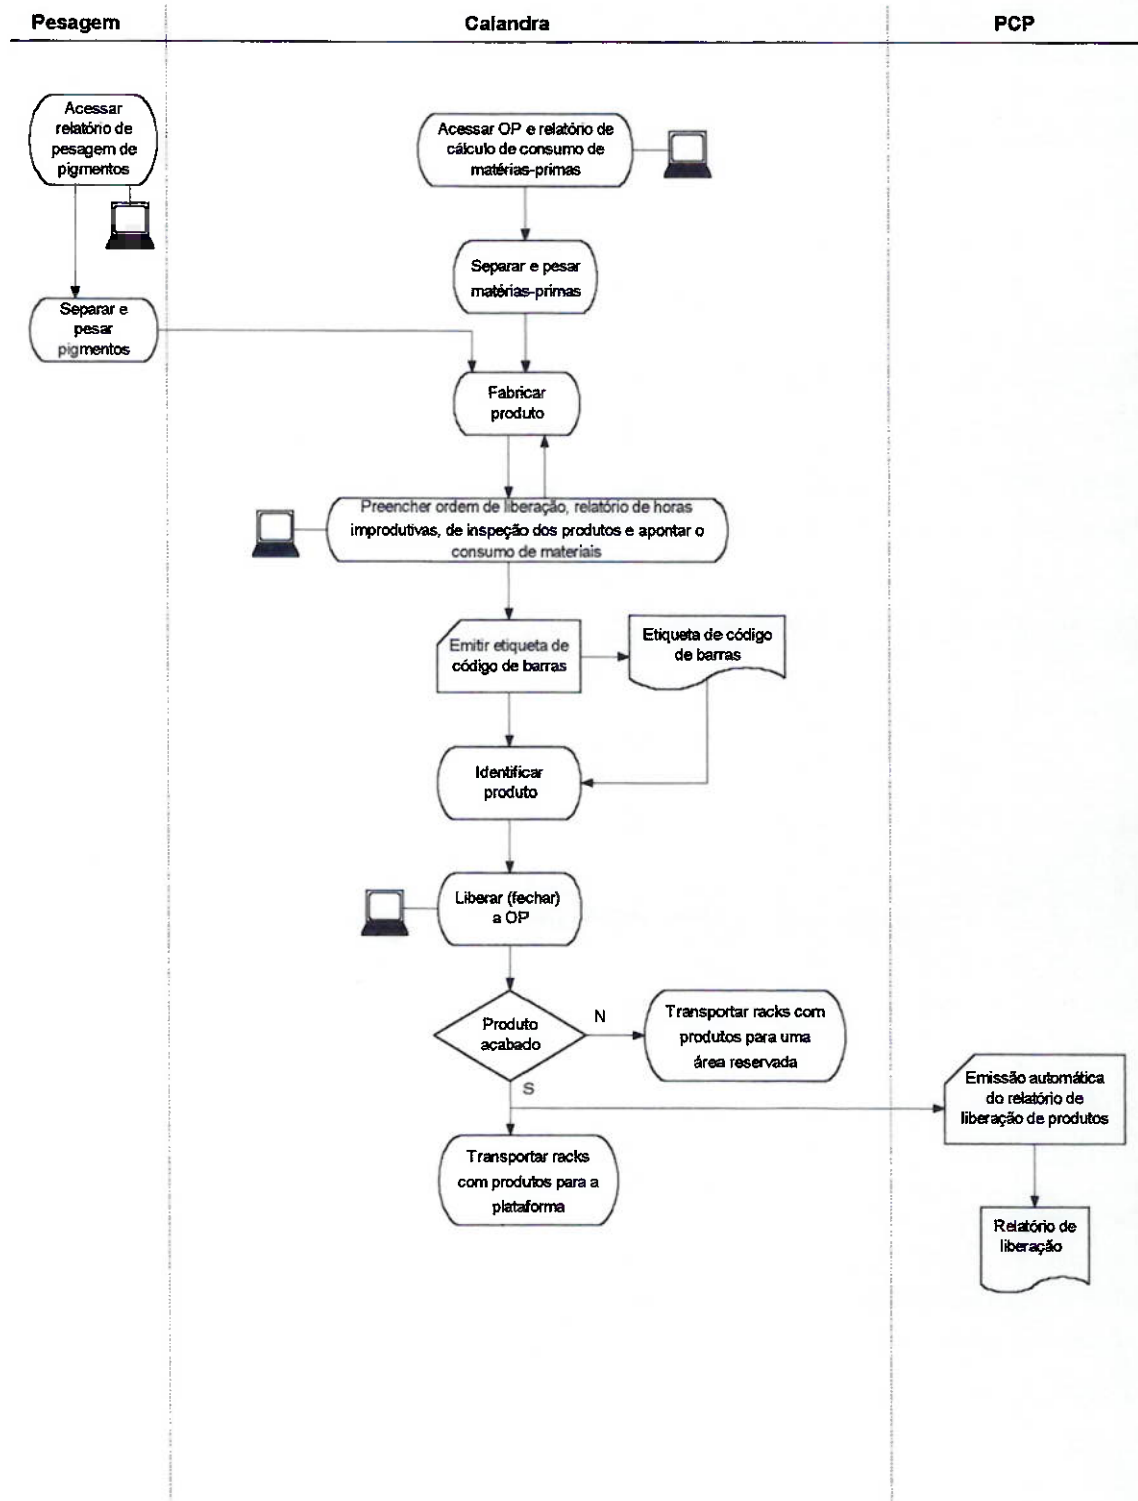 Pesagem
Calandra
PCP
Acessar
relatório de
pesagem de
pigmentos
Acessar OP e relatório de
cálculo de consumo de
matérias-primas
Separar e pesar
matérias-primas
Separar e
pesar
pigmentos
Fabricar
produto
Preencher ordem de liberação, relatório de horas
improdutivas, de inspeção dos produtos e apontar o
consumo de materiais
Emitir etiqueta de
código de barras
Etiqueta de código
de barras
Identificar
produto
Liberar (fechar)
a OP
Produto
acabado
N
Transportar racks com
produtos para uma
área reservada
S
Emissão automática
do relatório de
liberação de produtos
Transportar racks
com produtos para a
plataforma
Relatório de
liberação